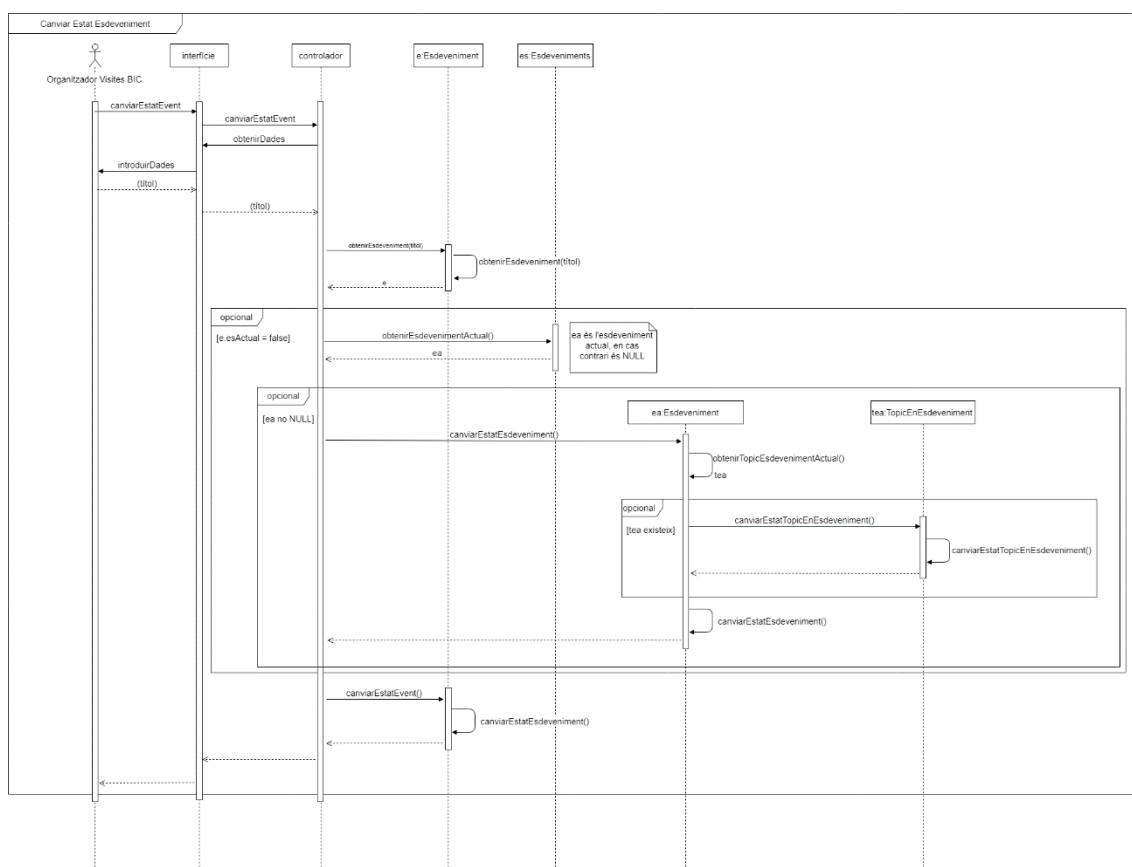 Canviar Estat Esdeveniment
interfície
controlador
e:Esdeveniment
es:Esdeveniments
Organitzador Visites BIC
canviarEstatEvent
canviarEstatEvent
obtenirDades
introduirDades
(títol)
(títol)
obtenirEsdeveniment(títol)
obtenirEsdeveniment(títol)
e
opcional
[e.esActual = false]
obtenirEsdevenimentActual()
ea és l'esdeveniment
actual, en cas
contrari és NULL
ea
opcional
[ea no NULL]
ea:Esdeveniment
tea:TopicEnEsdeveniment
canviarEstatEsdeveniment()
obtenirTopicEsdevenimentActual()
tea
opcional
[tea existeix]
canviarEstatTopicEnEsdeveniment()
canviarEstatTopicEnEsdeveniment()
canviarEstatEsdeveniment()
canviarEstatEvent()
canviarEstatEsdeveniment()